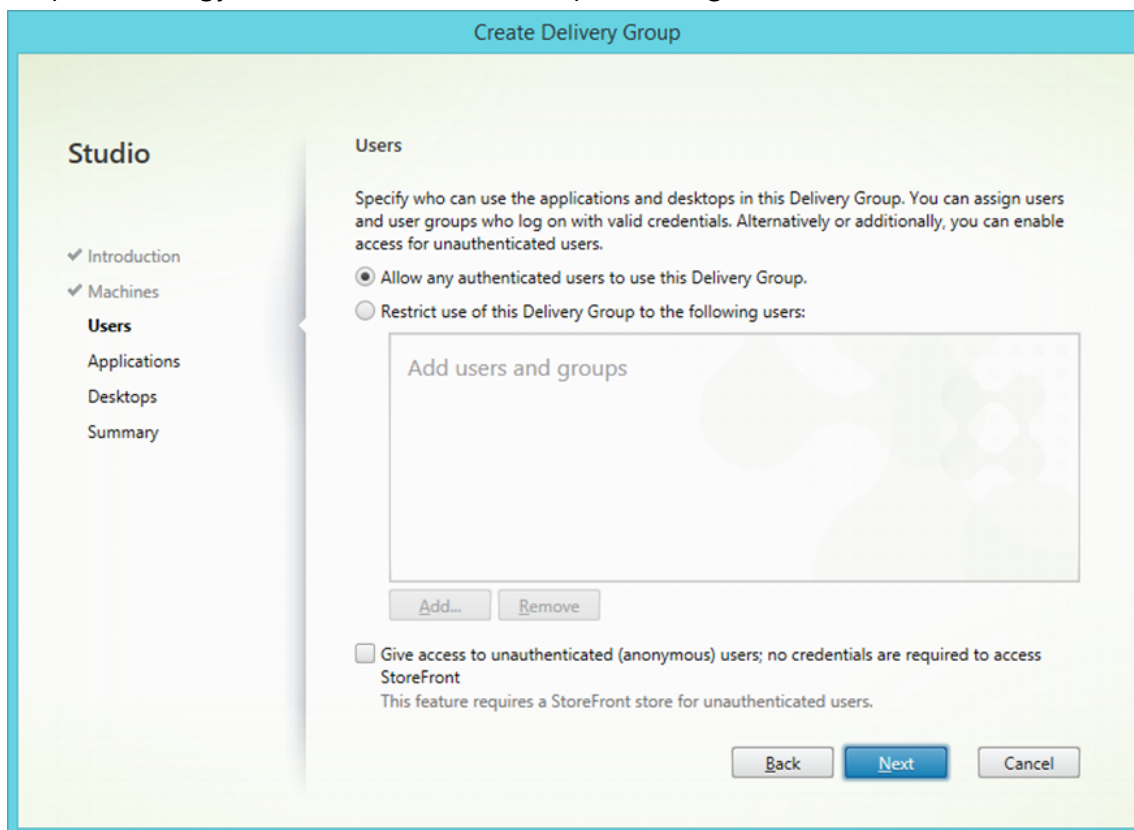 Create Delivery Group
Studio
Introduction
Machines
Users
Applications
Desktops
Summary
Users
Specify who can use the applications and desktops in this Delivery Group. You can assign users
and user groups who log on with valid credentials. Alternatively or additionally, you can enable
access for unauthenticated users.
Allow any authenticated users to use this Delivery Group.
Restrict use of this Delivery Group to the following users:
Add users and groups
Add...
Remove
Give access to unauthenticated (anonymous) users; no credentials are required to access
StoreFront
This feature requires a StoreFront store for unauthenticated users.
Back
Next
Cancel